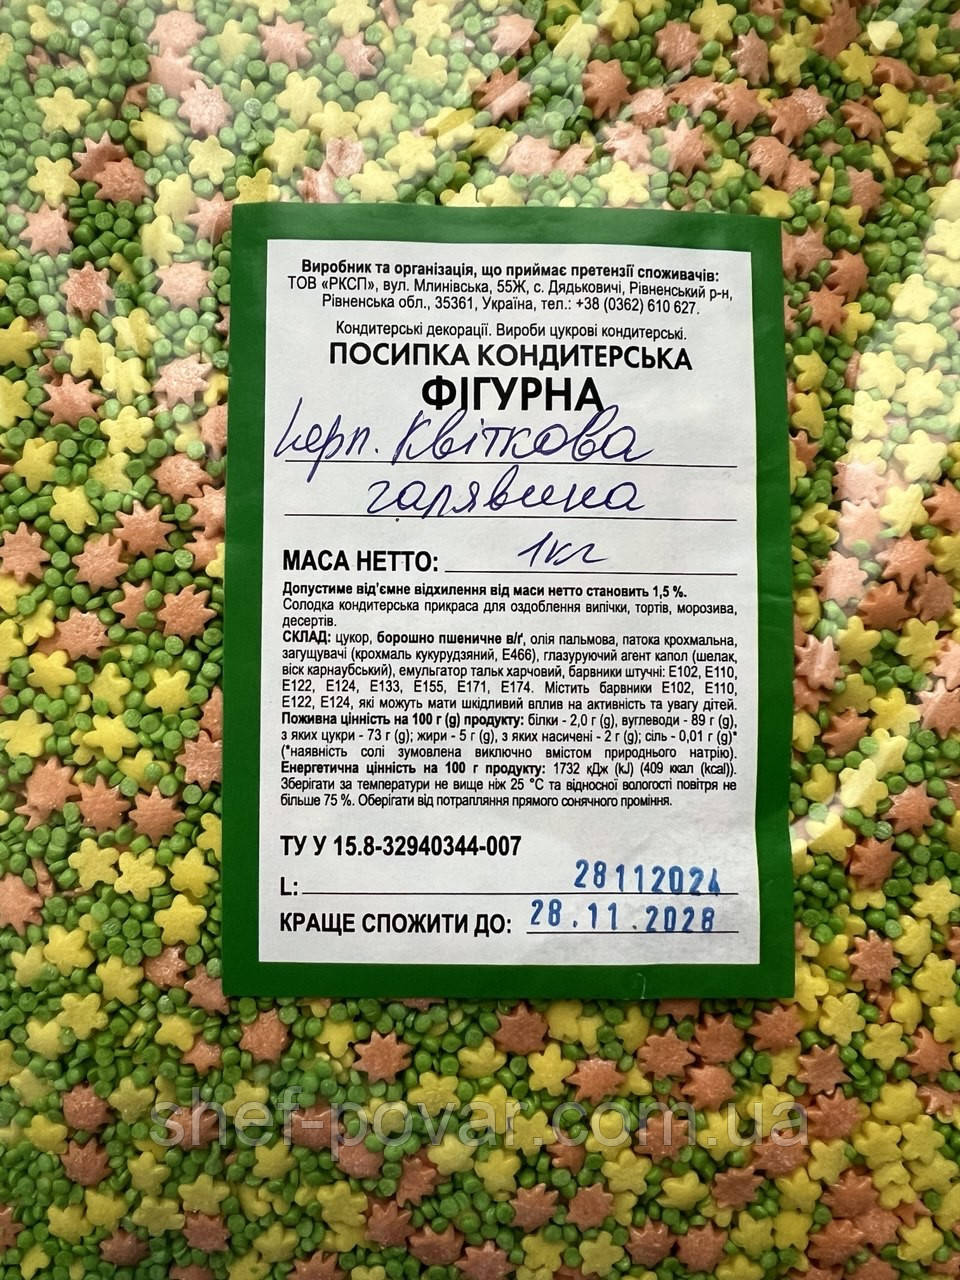 Виробник та організація, що приймає претензії споживачів:
ТОВ «РКСП», вул. Млинівська, 55Ж, с. Дядьковичі, Рівненський р-н,
Рівненська обл., 35361, Україна, тел.: +38 (0362) 610 627.
Кондитерські декорації. Вироби цукрові кондитерські.
ПОСИПКА КОНДИТЕРСЬКА
ФІГУРНА
перл. Квіткова
галявина
МАСА НЕТТО: 1кг
Допустиме від’ємне відхилення від маси нетто становить 1,5 %.
Солодка кондитерська прикраса для оздоблення випічки, тортів, морозива,
десертів.
СКЛАД: цукор, борошно пшеничне в/ґ, олія пальмова, патока крохмальна,
загущувачі (крохмаль кукурудзяний, Е466), глазуруючий агент капол (шелак,
віск карнаубський), емульгатор тальк харчовий, барвники штучні: Е102, Е110,
Е122, Е124, Е133, Е155, Е171, Е174. Містить барвники Е102, Е110,
Е122, Е124, які можуть мати шкідливий вплив на активність та увагу дітей.
Поживна цінність на 100 г (g) продукту: білки - 2,0 г (g), вуглеводи - 89 г (g),
з яких цукри - 73 г (g); жири - 5 г (g), з яких насичені - 2 г (g); сіль - 0,01 г (g)*
(*наявність солі зумовлена виключно вмістом природнього натрію).
Енергетична цінність на 100 г продукту: 1732 кДж (kJ) (409 ккал (kcal)).
Зберігати за температури не вище ніж 25 °С та відносної вологості повітря не
більше 75 %. Оберігати від потрапляння прямого сонячного проміння.
ТУ У 15.8-32940344-007
L: 28112024
КРАЩЕ СПОЖИТИ ДО: 28.11.2028
shef-povar.com.ua